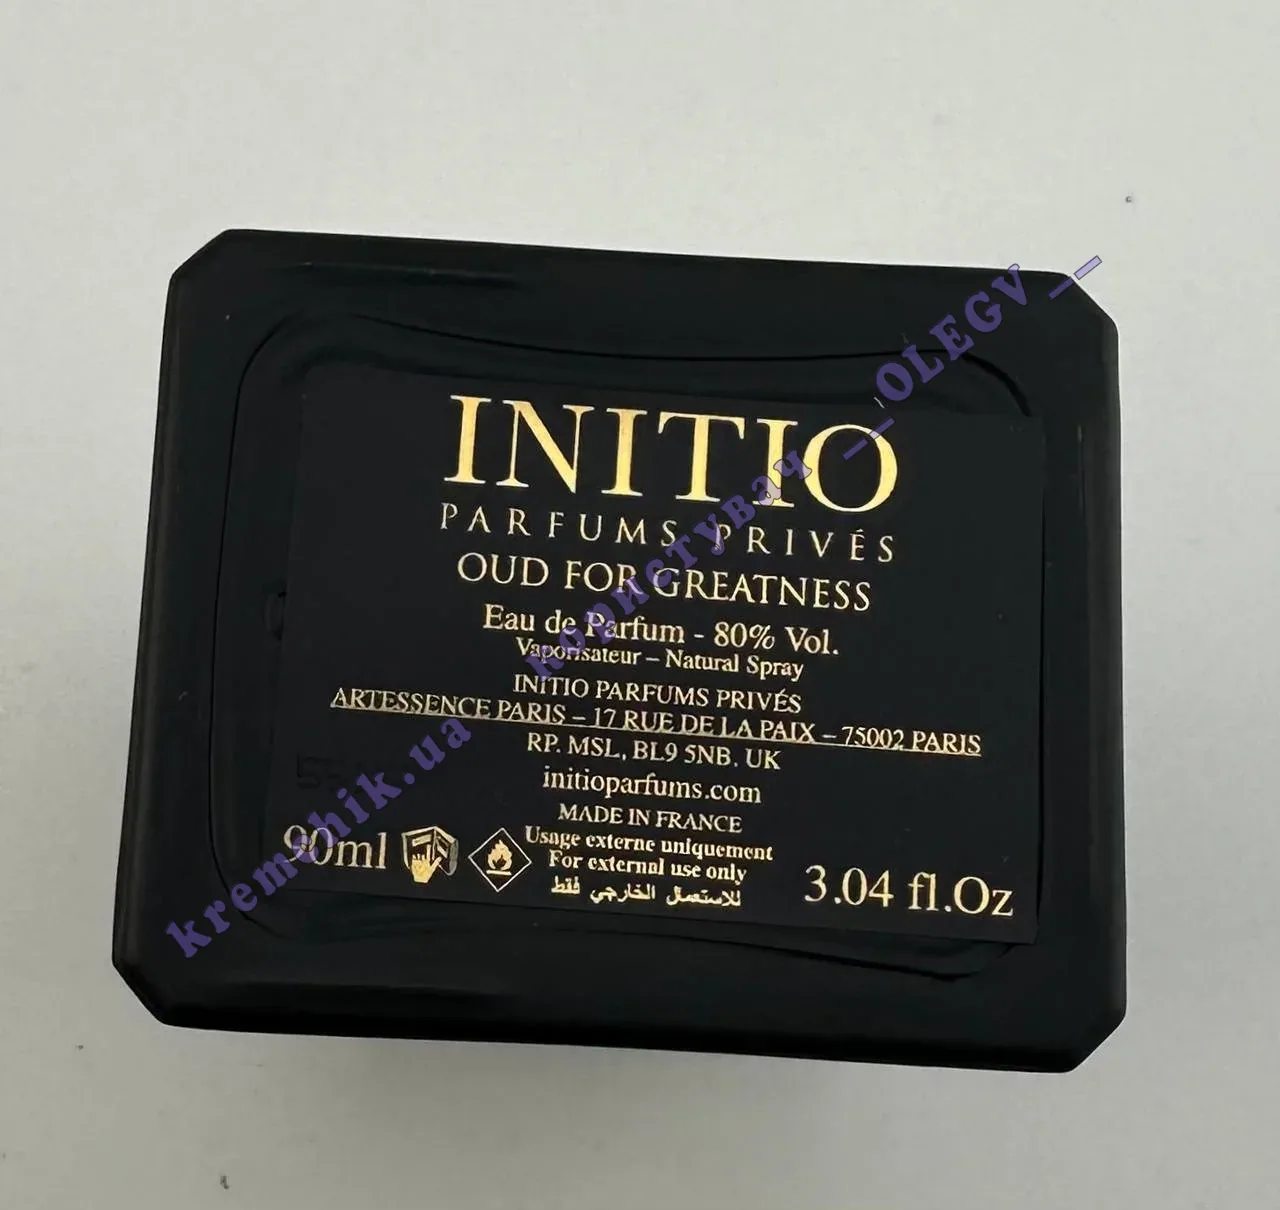 INITIO
PARFUMS PRIVÉS
OUD FOR GREATNESS
Eau de Parfum - 80% Vol.
Vaporisateur – Natural Spray
INITIO PARFUMS PRIVÉS
ARTESSENCE PARIS – 17 RUE DE LA PAIX – 75002 PARIS
RP. MSL, BL9 5NB. UK
initioparfums.com
MADE IN FRANCE
Usage externe uniquement
For external use only
للاستعمال الخارجي فقط
90ml
3.04 fl.Oz
kremchik.ua користувач __OLEGV__